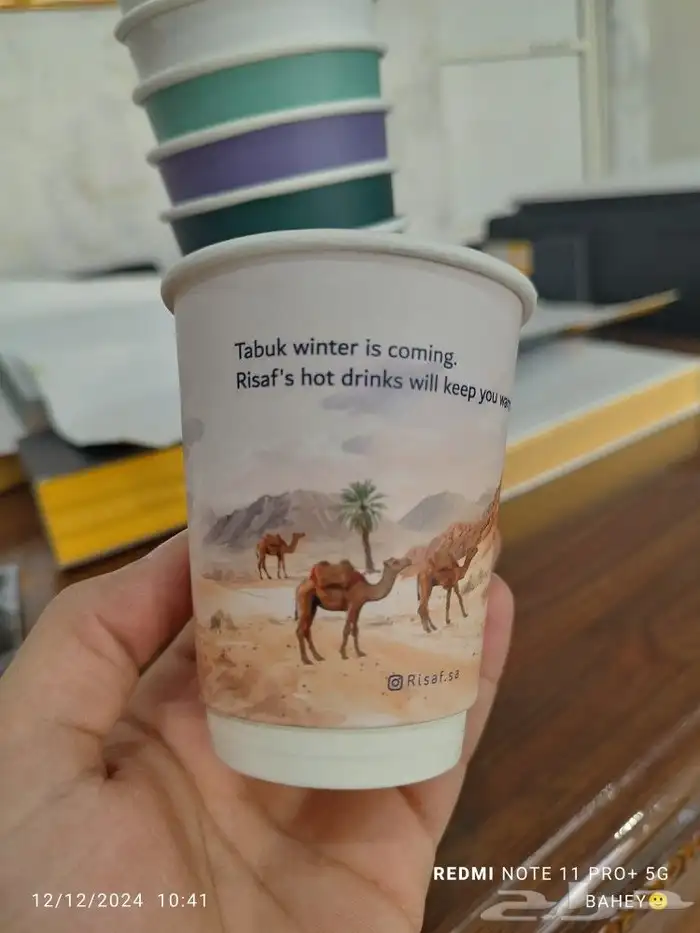 Tabuk winter is coming.
Risaf's hot drinks will keep you war
Risaf.sa
REDMI NOTE 11 PRO+ 5G
12/12/2024 10:41
BAHEY🙂